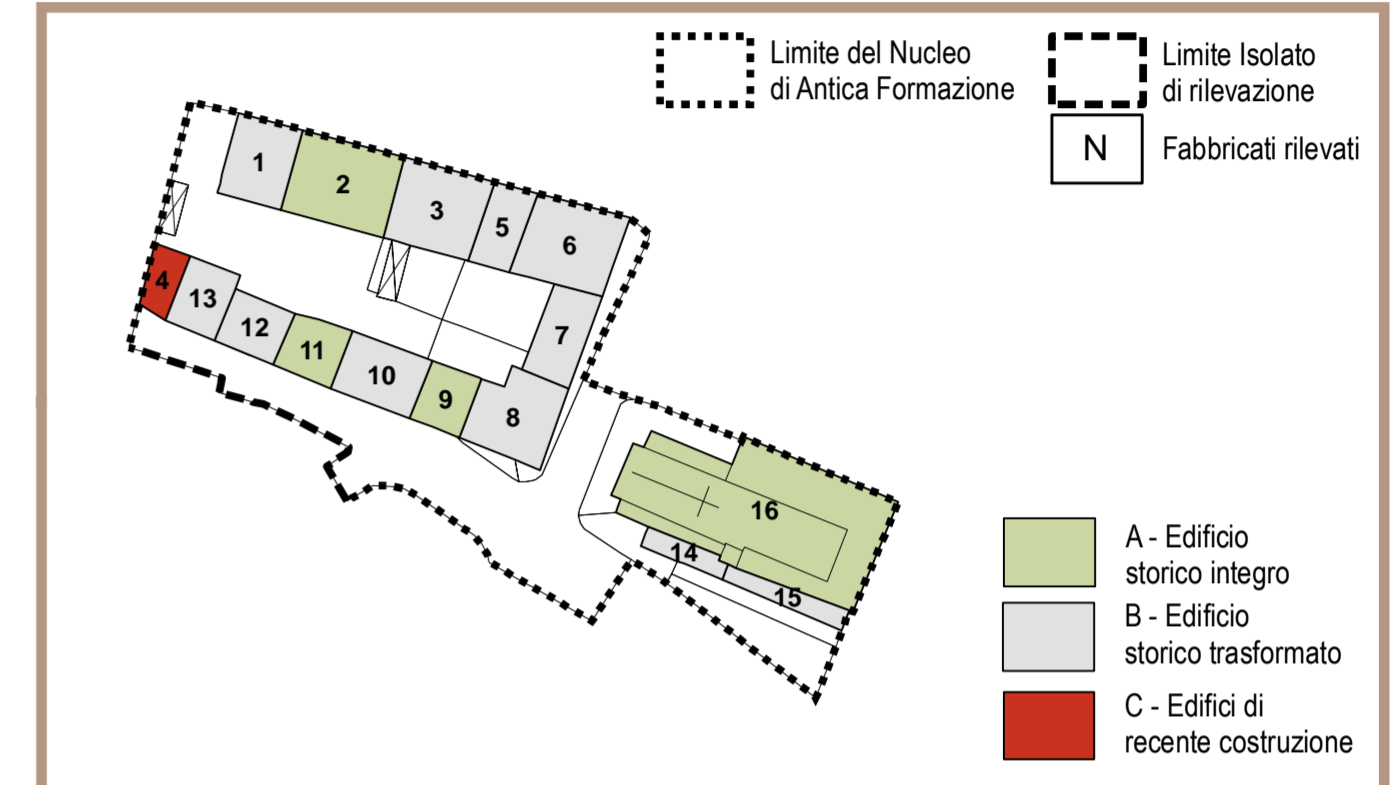 Limite del Nucleo
di Antica Formazione
Limite Isolato
di rilevazione
N
Fabbricati rilevati
1
2
3
5
6
4
13
12
11
10
9
8
7
16
14
15
A - Edificio
storico integro
B - Edificio
storico trasformato
C - Edifici di
recente costruzione